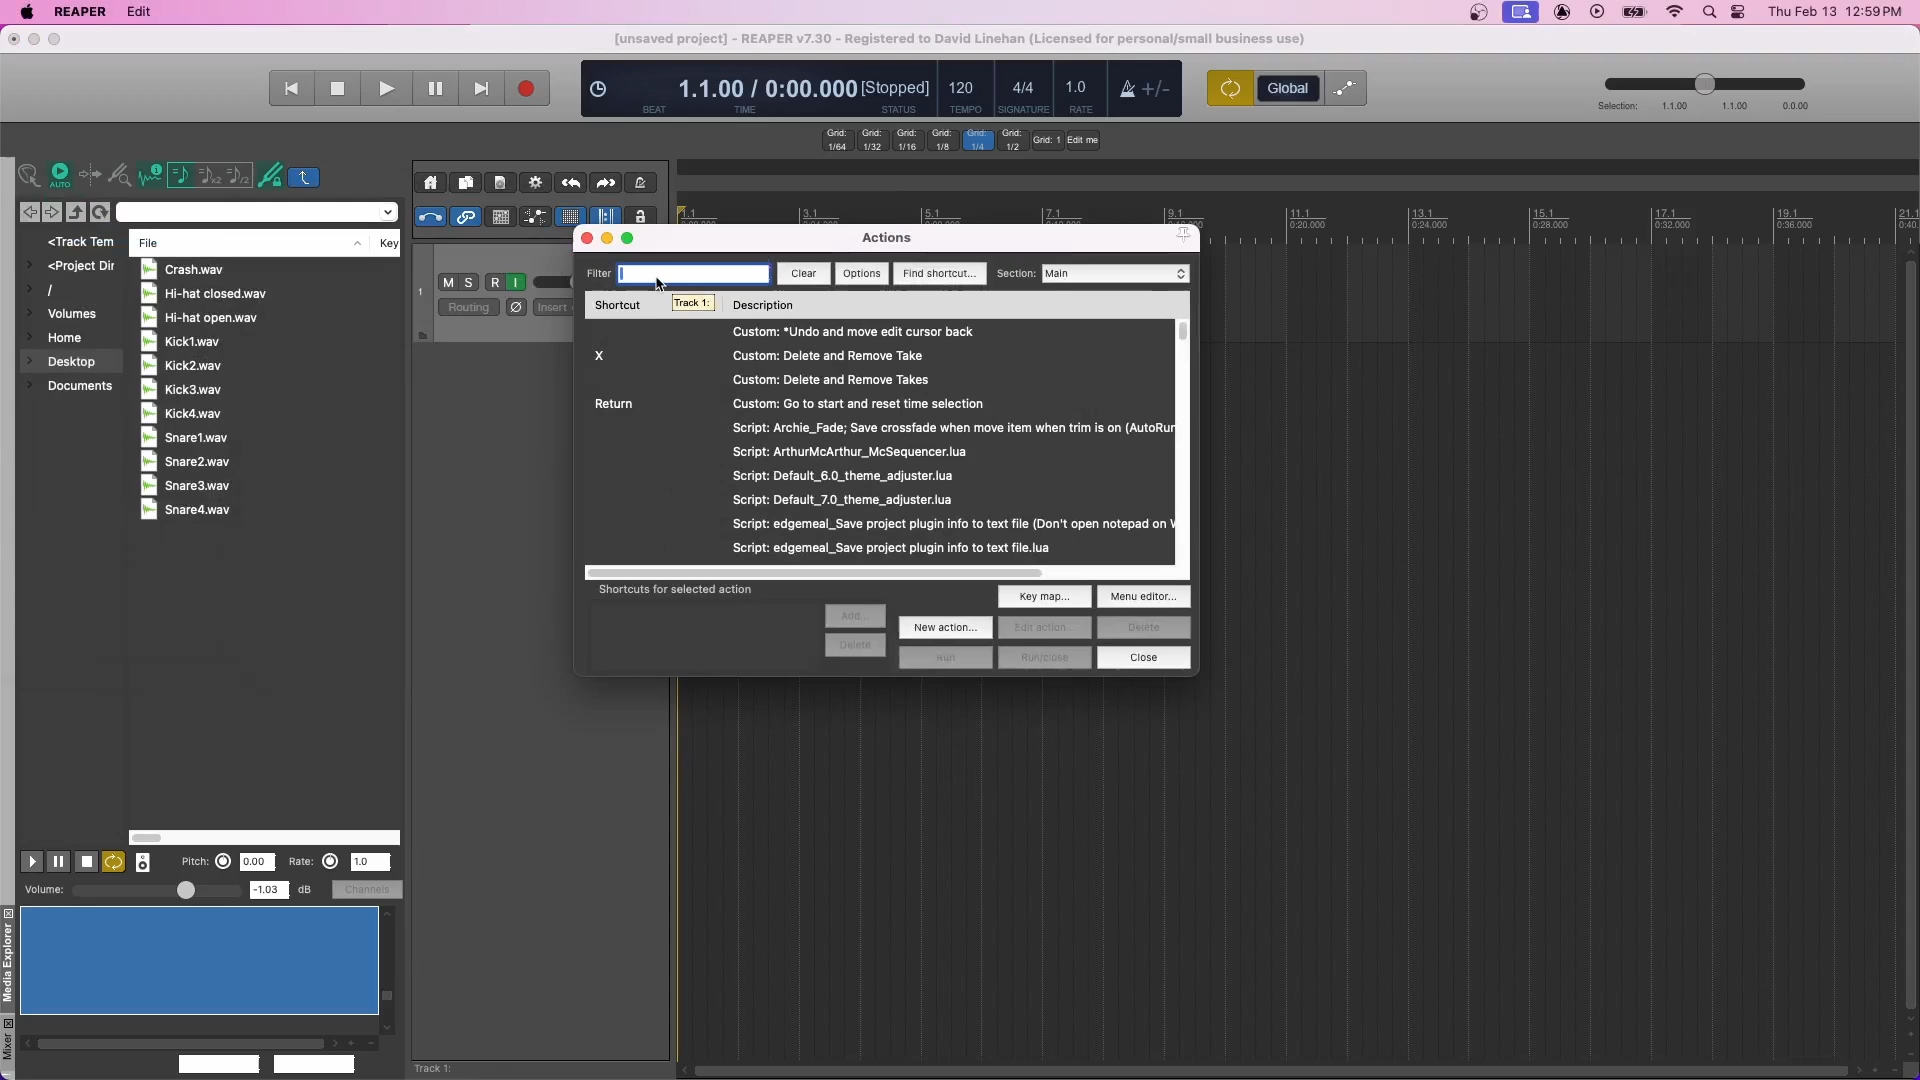 REAPER Edit
Thu Feb 13 12:59 PM
[unsaved project] - REAPER v7.30 - Registered to David Linehan (Licensed for personal/small business use)
1.1.00 / 0:00.000 [Stopped] 120 4/4 1.0 +/-
BEAT TIME STATUS TEMPO SIGNATURE RATE
Global
Selection: 1.1.00 1.1.00 0.0.00
Grid: 1/64 Grid: 1/32 Grid: 1/16 Grid: 1/8 Grid: 1/4 Grid: 1/2 Grid: 1 Edit me
AUTO
1.1 3.1 5.1 7.1 9.1 11.1 13.1 15.1 17.1 19.1 21.1
0:20.000 0:24.000 0:28.000 0:32.000 0:36.000 0:40.
<Track Tem
<Project Dir
/
Volumes
Home
Desktop
Documents
File Key
Crash.wav
Hi-hat closed.wav
Hi-hat open.wav
Kick1.wav
Kick2.wav
Kick3.wav
Kick4.wav
Snare1.wav
Snare2.wav
Snare3.wav
Snare4.wav
1
M S R I
Routing Ø Insert
Actions
Filter Clear Options Find shortcut... Section: Main
Shortcut Track 1: Description
Custom: *Undo and move edit cursor back
X Custom: Delete and Remove Take
Custom: Delete and Remove Takes
Return Custom: Go to start and reset time selection
Script: Archie_Fade; Save crossfade when move item when trim is on (AutoRun
Script: ArthurMcArthur_McSequencer.lua
Script: Default_6.0_theme_adjuster.lua
Script: Default_7.0_theme_adjuster.lua
Script: edgemeal_Save project plugin info to text file (Don't open notepad on W
Script: edgemeal_Save project plugin info to text file.lua
Shortcuts for selected action
Key map... Menu editor...
Add...
New action... Edit action... Delete
Delete
Run Run/close Close
Pitch: 0.00 Rate: 1.0
Volume: -1.03 dB Channels
Media Explorer
Mixer
Track 1: